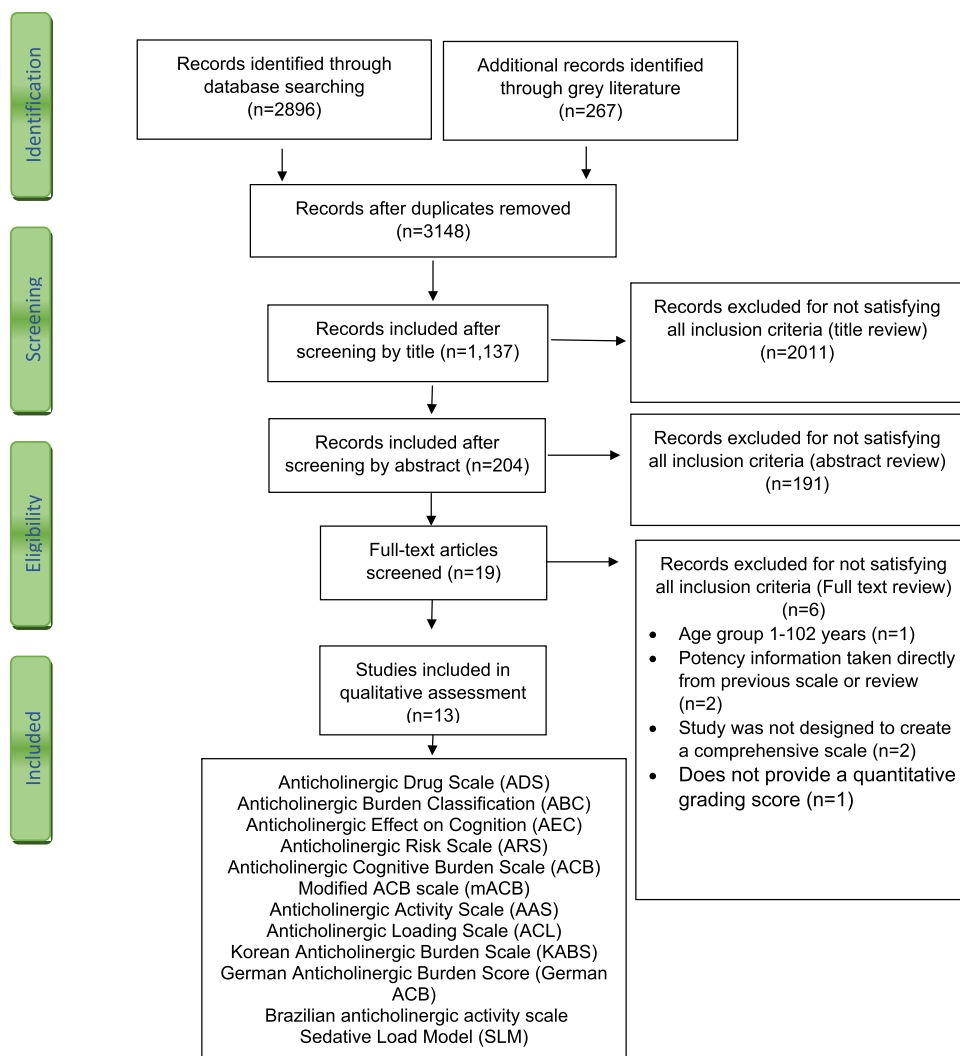 Identification
Records identified through
database searching
(n=2896)
Additional records identified
through grey literature
(n=267)
Records after duplicates removed
(n=3148)
Screening
Records included after
screening by title (n=1,137)
Records excluded for not satisfying
all inclusion criteria (title review)
(n=2011)
Records included after
screening by abstract (n=204)
Records excluded for not satisfying
all inclusion criteria (abstract review)
(n=191)
Eligibility
Full-text articles
screened (n=19)
Records excluded for not satisfying
all inclusion criteria (Full text review)
(n=6)
• Age group 1-102 years (n=1)
• Potency information taken directly
from previous scale or review
(n=2)
• Study was not designed to create
a comprehensive scale (n=2)
• Does not provide a quantitative
grading score (n=1)
Included
Studies included in
qualitative assessment
(n=13)
Anticholinergic Drug Scale (ADS)
Anticholinergic Burden Classification (ABC)
Anticholinergic Effect on Cognition (AEC)
Anticholinergic Risk Scale (ARS)
Anticholinergic Cognitive Burden Scale (ACB)
Modified ACB scale (mACB)
Anticholinergic Activity Scale (AAS)
Anticholinergic Loading Scale (ACL)
Korean Anticholinergic Burden Scale (KABS)
German Anticholinergic Burden Score (German
ACB)
Brazilian anticholinergic activity scale
Sedative Load Model (SLM)